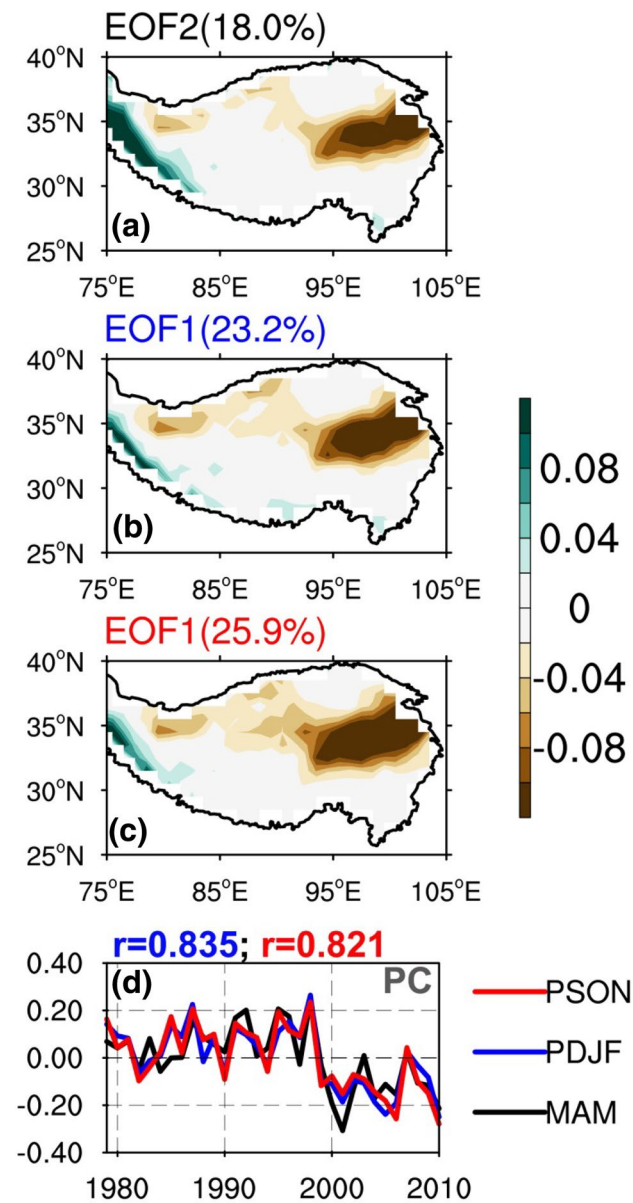 EOF2(18.0%)
40°N
35°N
30°N
25°N
(a)
75°E 85°E 95°E 105°E
EOF1(23.2%)
40°N
35°N
30°N
25°N
(b)
75°E 85°E 95°E 105°E
EOF1(25.9%)
40°N
35°N
30°N
25°N
(c)
75°E 85°E 95°E 105°E
0.08
0.04
0
-0.04
-0.08
r=0.835; r=0.821
(d)
PC
0.40
0.20
0.00
-0.20
-0.40
1980 1990 2000 2010
PSON
PDJF
MAM